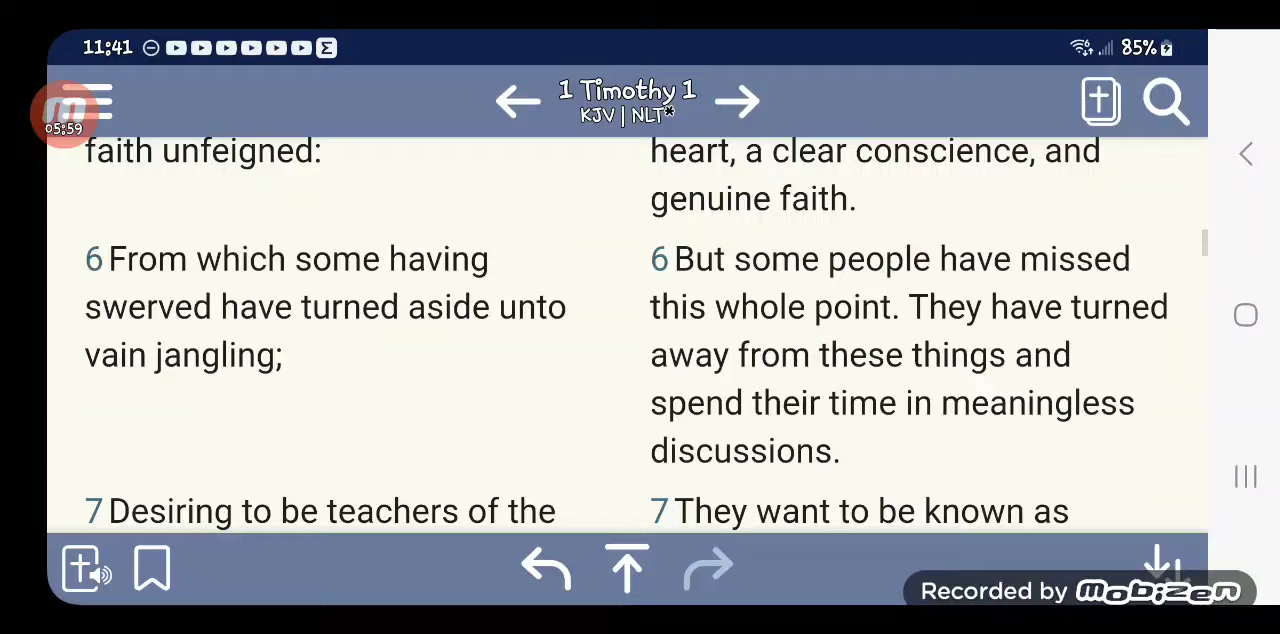 11:41
85%
05:59
1 Timothy 1
KJV | NLT*
faith unfeigned:
6 From which some having
swerved have turned aside unto
vain jangling;
7 Desiring to be teachers of the
heart, a clear conscience, and
genuine faith.
6 But some people have missed
this whole point. They have turned
away from these things and
spend their time in meaningless
discussions.
7 They want to be known as
Recorded by mobizen